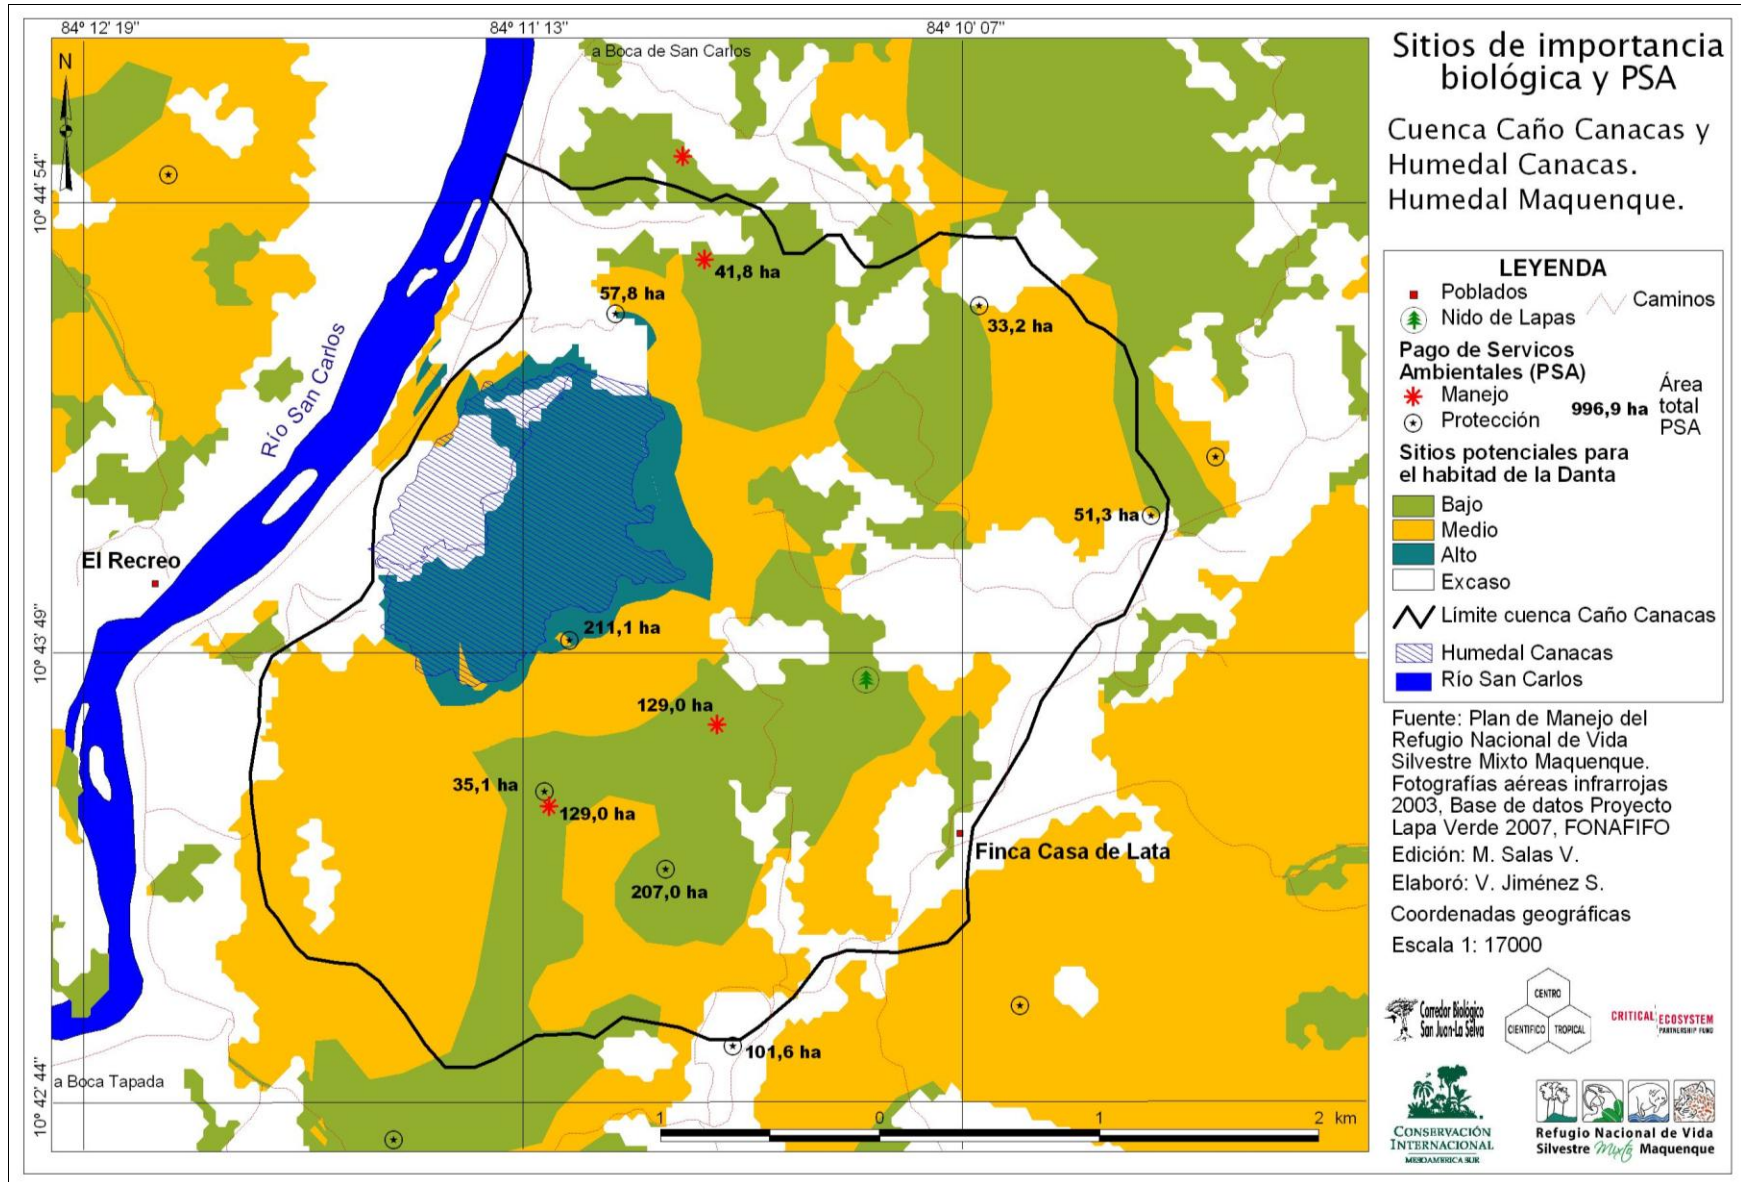 84º 12' 19"
84º 11' 13"
84º 10' 07"
N
a Boca de San Carlos
10º 44' 54"
41,8 ha
57,8 ha
33,2 ha
Río San Carlos
51,3 ha
El Recreo
211,1 ha
10º 43' 49"
129,0 ha
35,1 ha
129,0 ha
Finca Casa de Lata
207,0 ha
101,6 ha
a Boca Tapada
10º 42' 44"
1 0 1 2 km
Sitios de importancia
biológica y PSA
Cuenca Caño Canacas y
Humedal Canacas.
Humedal Maquenque.
LEYENDA
Poblados
Caminos
Nido de Lapas
Pago de Servicos
Ambientales (PSA)
Manejo
Protección
996,9 ha
Área
total
PSA
Sitios potenciales para
el habitad de la Danta
Bajo
Medio
Alto
Excaso
Límite cuenca Caño Canacas
Humedal Canacas
Río San Carlos
Fuente: Plan de Manejo del
Refugio Nacional de Vida
Silvestre Mixto Maquenque.
Fotografías aéreas infrarrojas
2003, Base de datos Proyecto
Lapa Verde 2007, FONAFIFO
Edición: M. Salas V.
Elaboró: V. Jiménez S.
Coordenadas geográficas
Escala 1: 17000
Corredor Biológico
San Juan-La Selva
CENTRO
CIENTIFICO TROPICAL
CRITICAL ECOSYSTEM
PARTNERSHIP FUND
CONSERVACIÓN
INTERNACIONAL
MESOAMERICA SUR
Refugio Nacional de Vida
Silvestre Mixto Maquenque